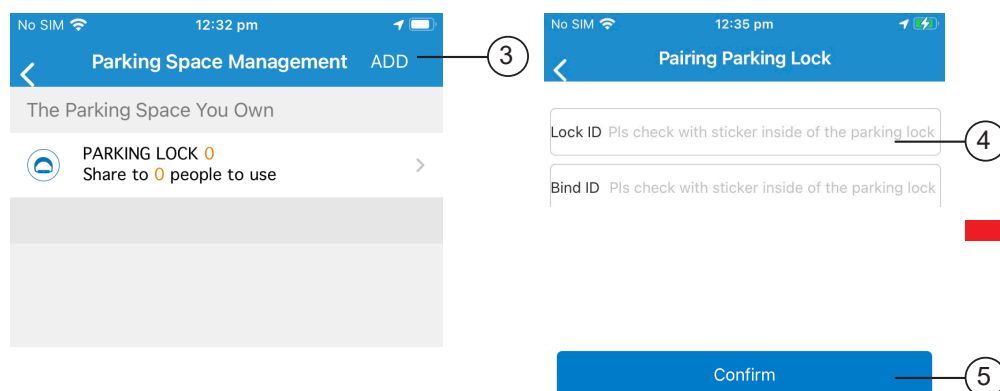 No SIM 12:32 pm
Parking Space Management ADD
3
The Parking Space You Own
PARKING LOCK 0
Share to 0 people to use
No SIM 12:35 pm
Pairing Parking Lock
Lock ID Pls check with sticker inside of the parking lock
4
Bind ID Pls check with sticker inside of the parking lock
Confirm
5